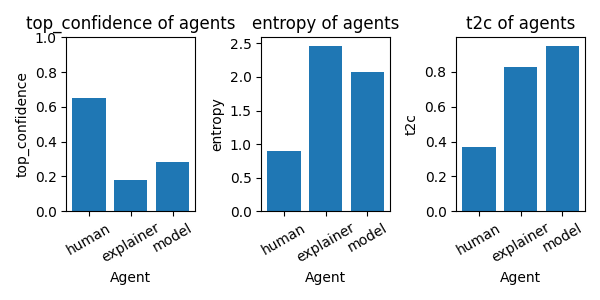 top_confidence of agents
1.0
0.8
0.6
0.4
0.2
0.0
top_confidence
human
explainer
model
Agent
entropy of agents
2.5
2.0
1.5
1.0
0.5
0.0
entropy
human
explainer
model
Agent
t2c of agents
0.8
0.6
0.4
0.2
0.0
t2c
human
explainer
model
Agent